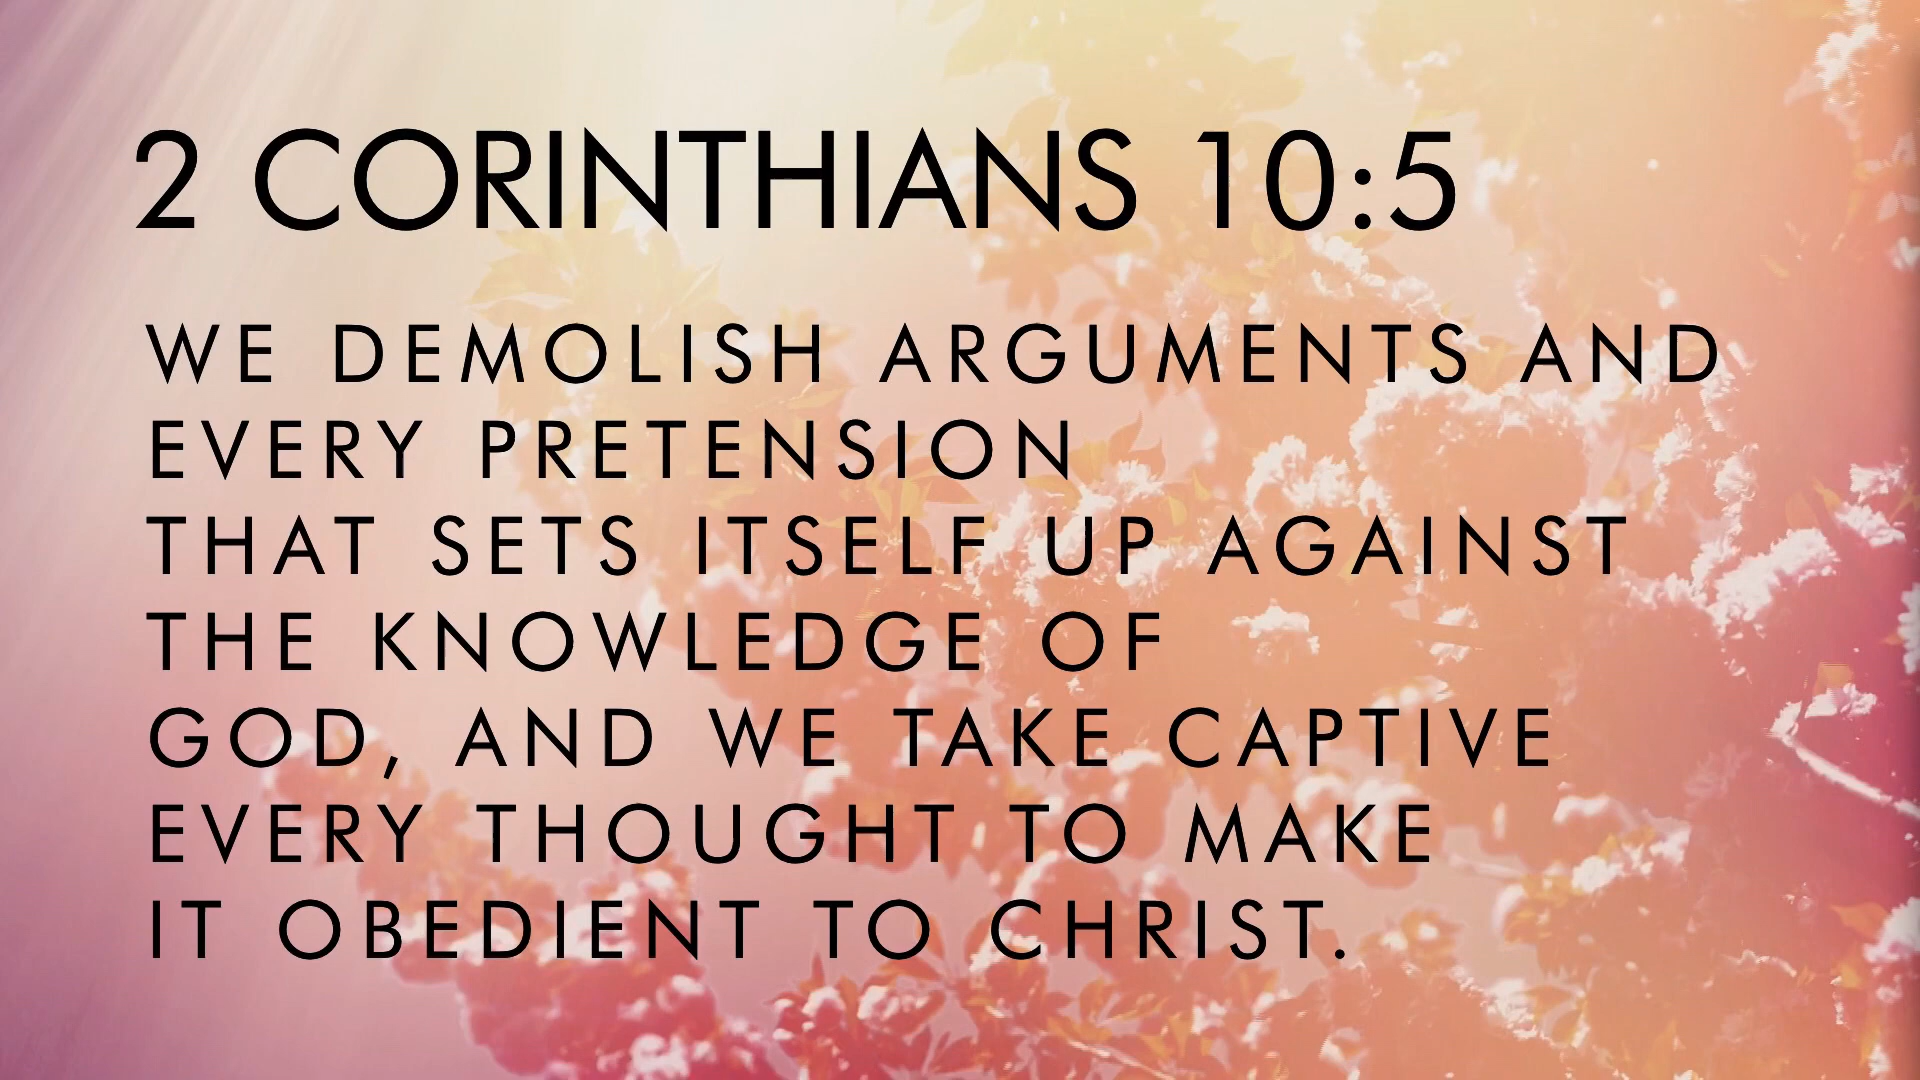 2 CORINTHIANS 10:5
WE DEMOLISH ARGUMENTS AND
EVERY PRETENSION
THAT SETS ITSELF UP AGAINST
THE KNOWLEDGE OF
GOD, AND WE TAKE CAPTIVE
EVERY THOUGHT TO MAKE
IT OBEDIENT TO CHRIST.